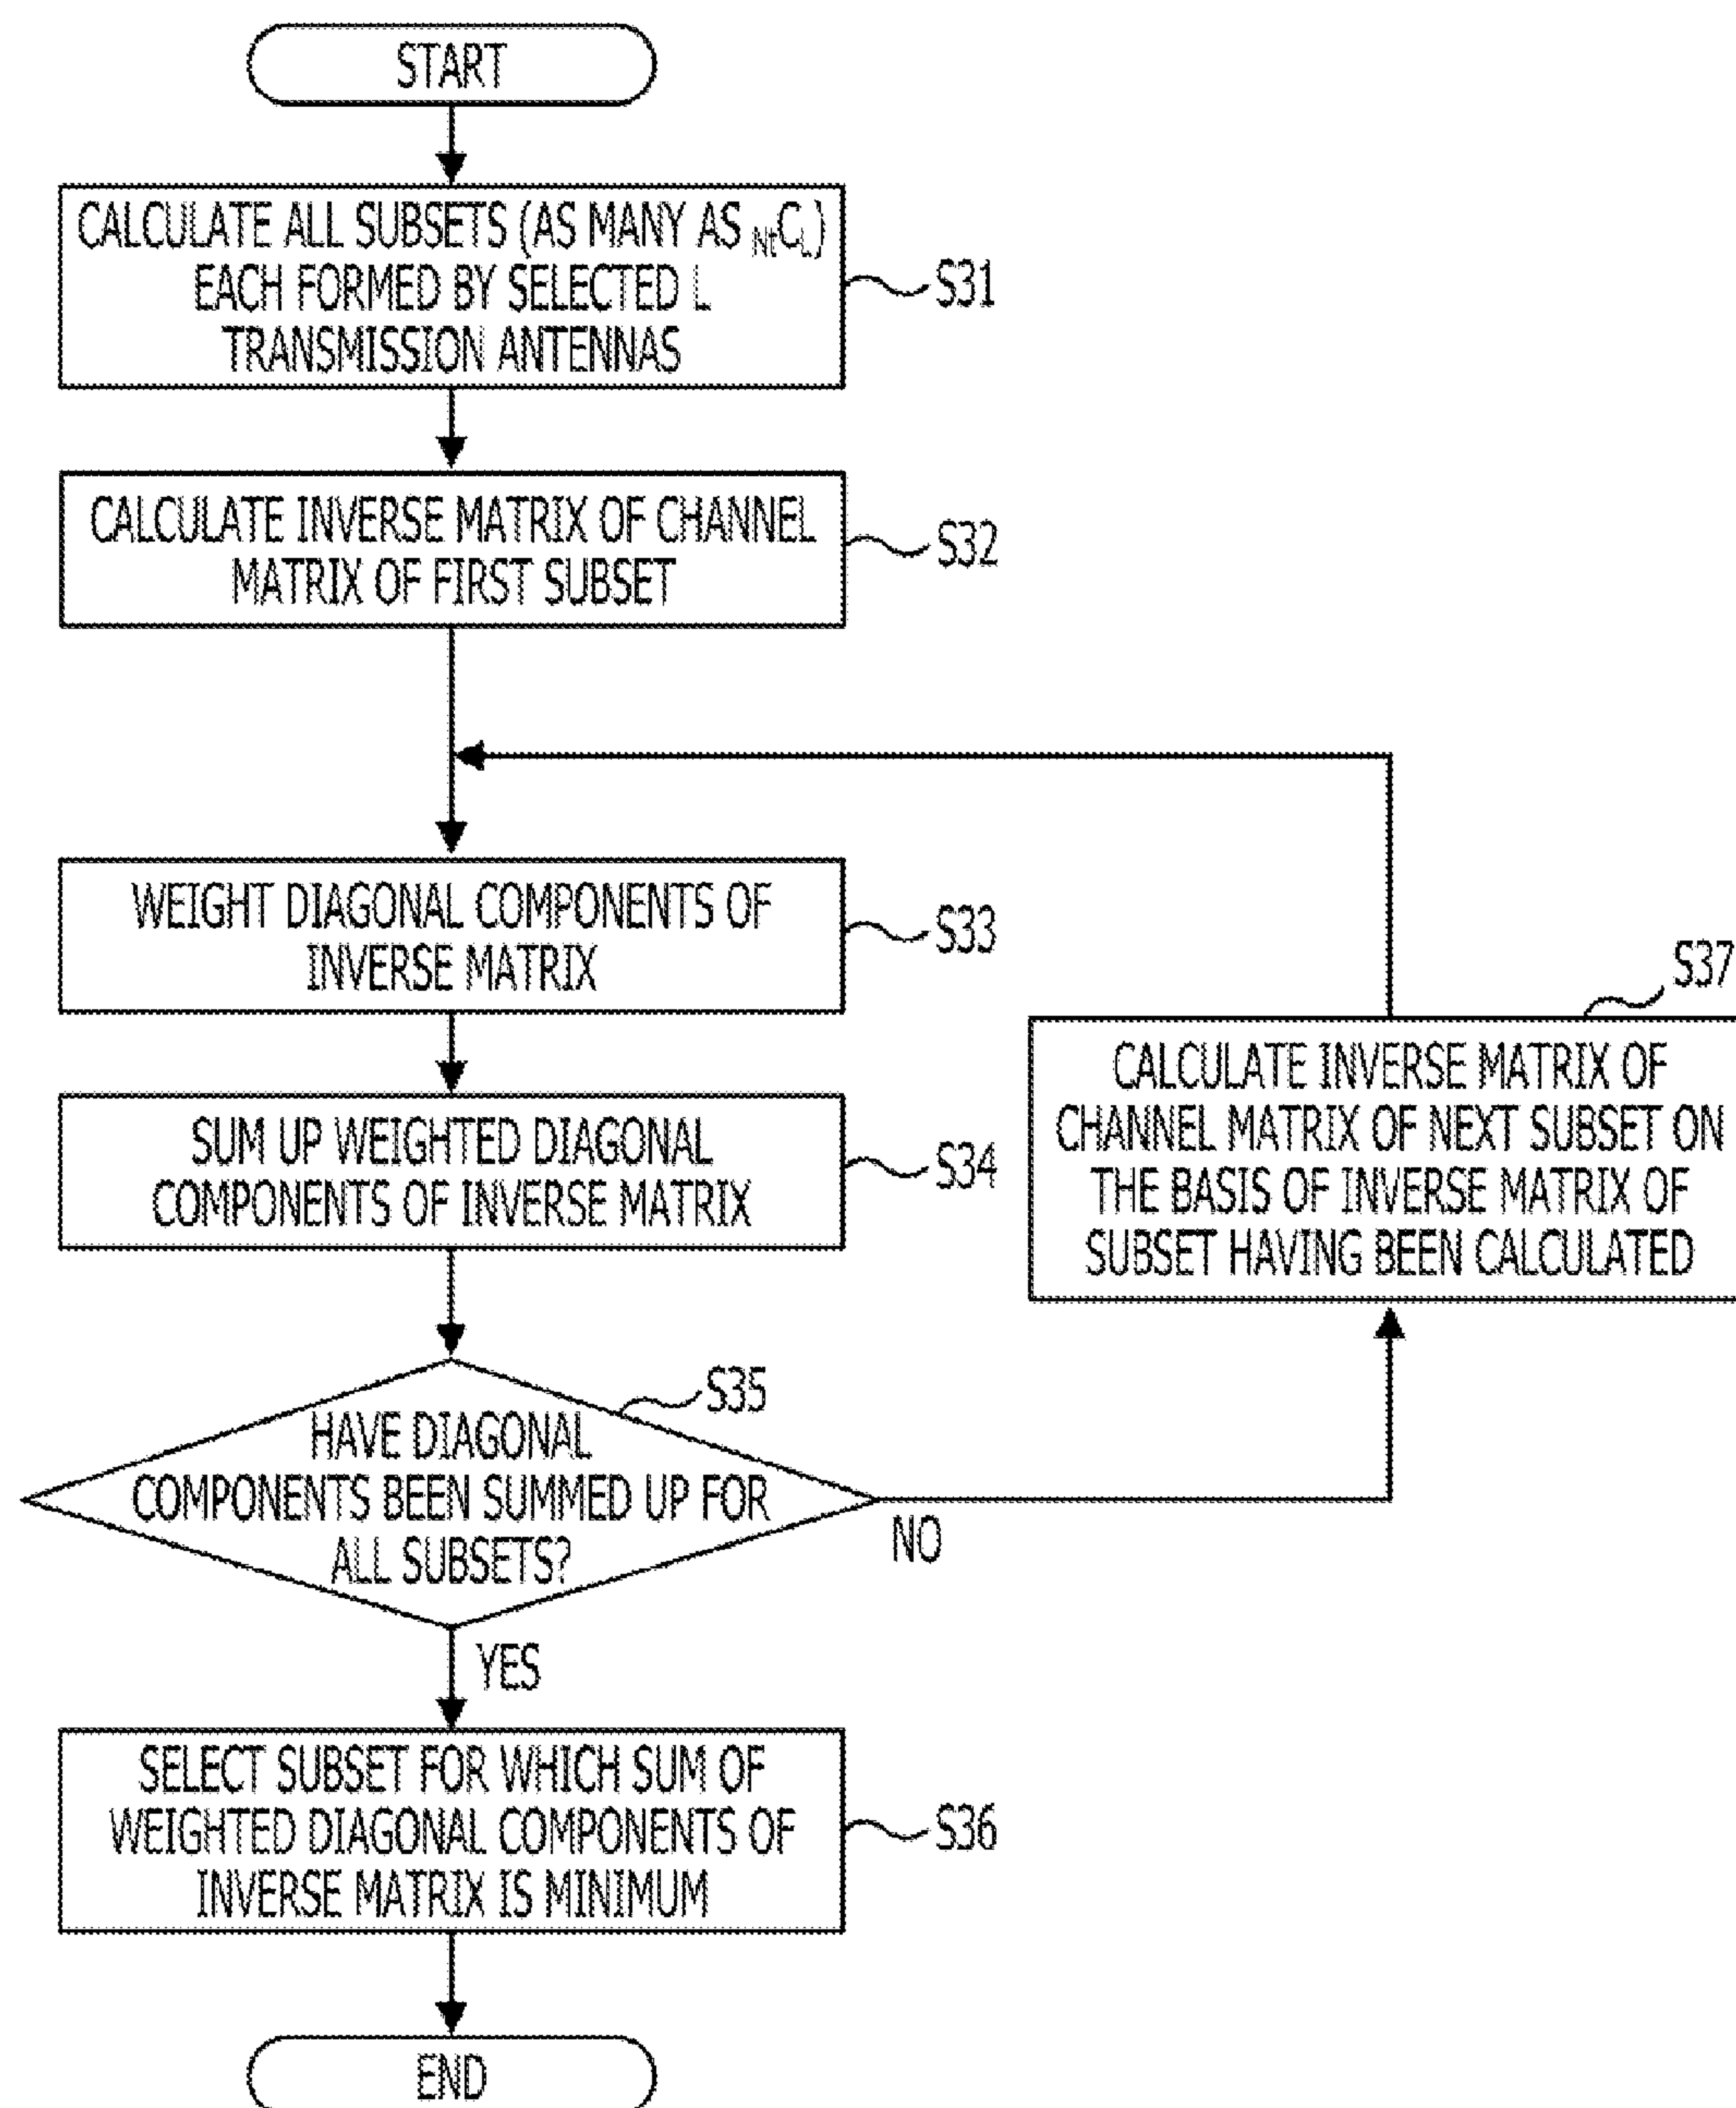 START
CALCULATE ALL SUBSETS (AS MANY AS NtCL)
EACH FORMED BY SELECTED L
TRANSMISSION ANTENNAS
S31
CALCULATE INVERSE MATRIX OF CHANNEL
MATRIX OF FIRST SUBSET
S32
WEIGHT DIAGONAL COMPONENTS OF
INVERSE MATRIX
S33
SUM UP WEIGHTED DIAGONAL
COMPONENTS OF INVERSE MATRIX
S34
S37
CALCULATE INVERSE MATRIX OF
CHANNEL MATRIX OF NEXT SUBSET ON
THE BASIS OF INVERSE MATRIX OF
SUBSET HAVING BEEN CALCULATED
S35
HAVE DIAGONAL
COMPONENTS BEEN SUMMED UP FOR
ALL SUBSETS?
NO
YES
SELECT SUBSET FOR WHICH SUM OF
WEIGHTED DIAGONAL COMPONENTS OF
INVERSE MATRIX IS MINIMUM
S36
END